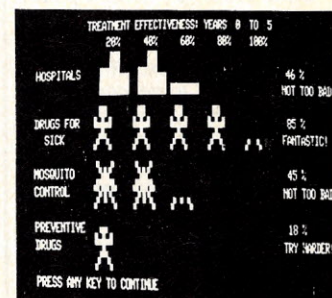 TREATMENT EFFECTIVENESS: YEARS 0 TO 5
20% 40% 60% 80% 100%
HOSPITALS 46 %
NOT TOO BAD
DRUGS FOR 85 %
SICK FANTASTIC!
MOSQUITO 45 %
CONTROL NOT TOO BAD
PREVENTIVE 18 %
DRUGS TRY HARDER!
PRESS ANY KEY TO CONTINUE